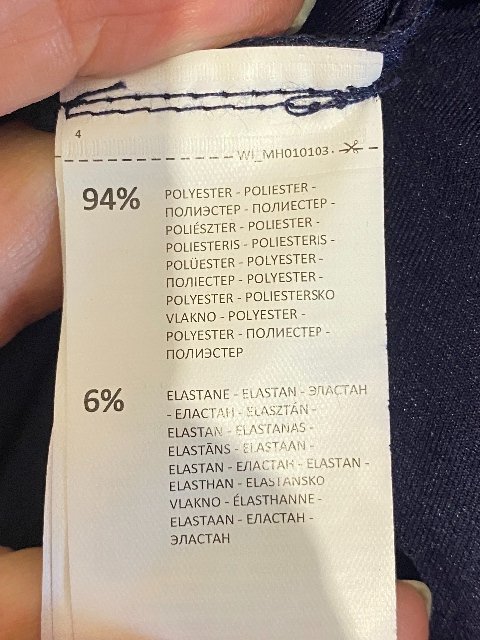 4
WI_MH010103
94%
POLYESTER - POLIESTER -
ПОЛИЭСТЕР - ПОЛИЕСТЕР -
POLIÉSZTER - POLIESTER -
POLIESTERIS - POLIESTERIS -
POLÜESTER - POLYESTER -
ПОЛІЕСТЕР - POLYESTER -
POLYESTER - POLIESTERSKO
VLAKNO - POLYESTER -
POLYESTER - ПОЛИЕСТЕР -
ПОЛИЭСТЕР
6%
ELASTANE - ELASTAN - ЭЛАСТАН
- ЕЛАСТАН - ELASZTÁN -
ELASTAN - ELASTANAS -
ELASTĀNS - ELASTAAN -
ELASTAN - ЕЛАСТАН - ELASTAN -
ELASTHAN - ELASTANSKO
VLAKNO - ÉLASTHANNE -
ELASTAAN - ЕЛАСТАН -
ЭЛАСТАН